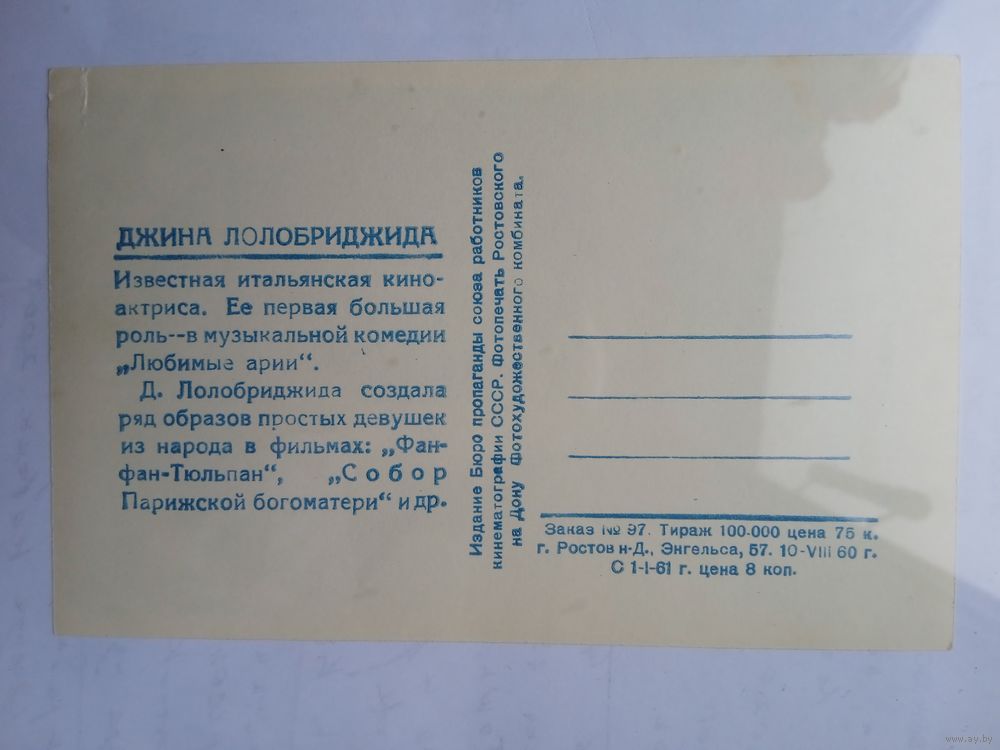 ДЖИНА ЛОЛОБРИДЖИДА
Известная итальянская кино-
актриса. Ее первая большая
роль--в музыкальной комедии
„Любимые арии“.
Д. Лолобриджида создала
ряд образов простых девушек
из народа в фильмах: „Фан-
фан-Тюльпан“, „Собор
Парижской богоматери“ и др.
Издание Бюро пропаганды союза работников
кинематографии СССР. Фотопечать Ростовского
на Дону Фотохудожественного комбината.
Заказ № 97. Тираж 100.000 цена 75 к.
г. Ростов н-Д., Энгельса, 57. 10-VIII 60 г.
С 1-I-61 г. цена 8 коп.
www.ay.by